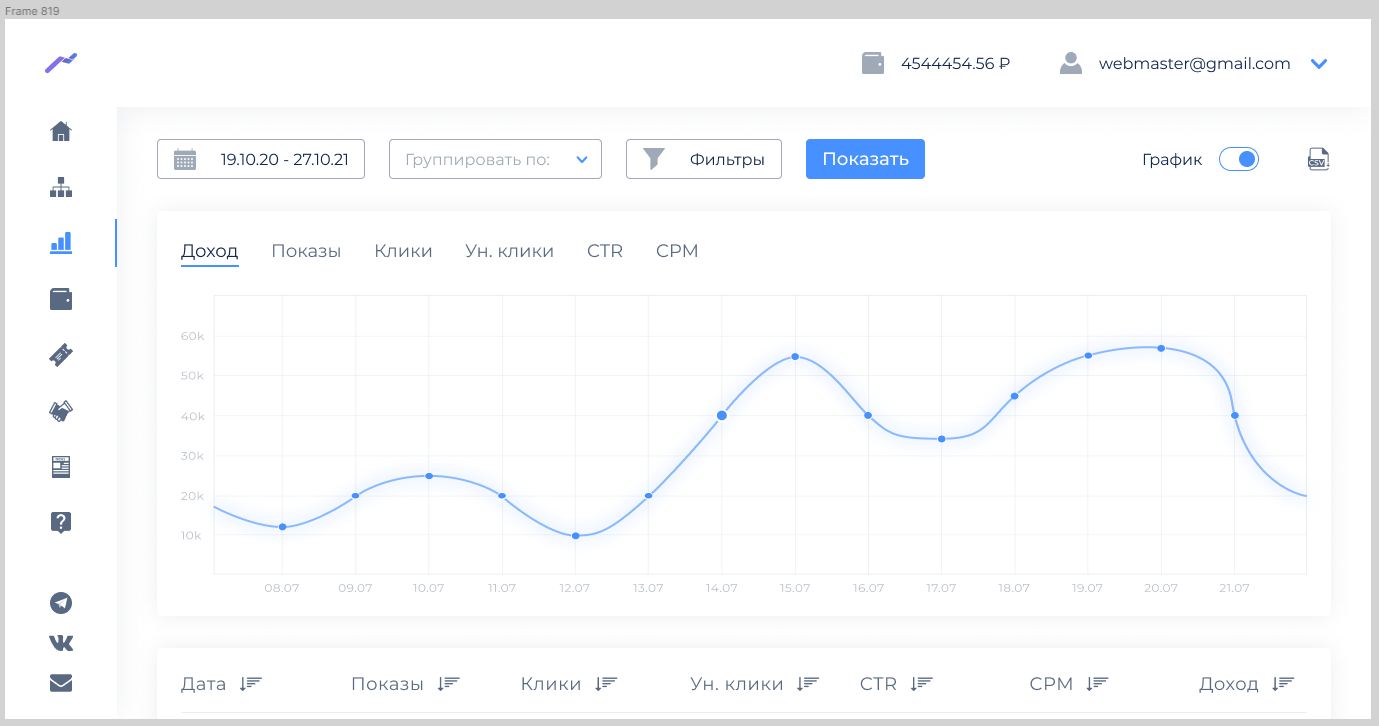 Frame 819
4544454.56 ₽
webmaster@gmail.com
19.10.20 - 27.10.21
Группировать по:
Фильтры
Показать
График
CSV
Доход Показы Клики Ун. клики CTR CPM
60k
50k
40k
30k
20k
10k
08.07 09.07 10.07 11.07 12.07 13.07 14.07 15.07 16.07 17.07 18.07 19.07 20.07 21.07
Дата Показы Клики Ун. клики CTR CPM Доход